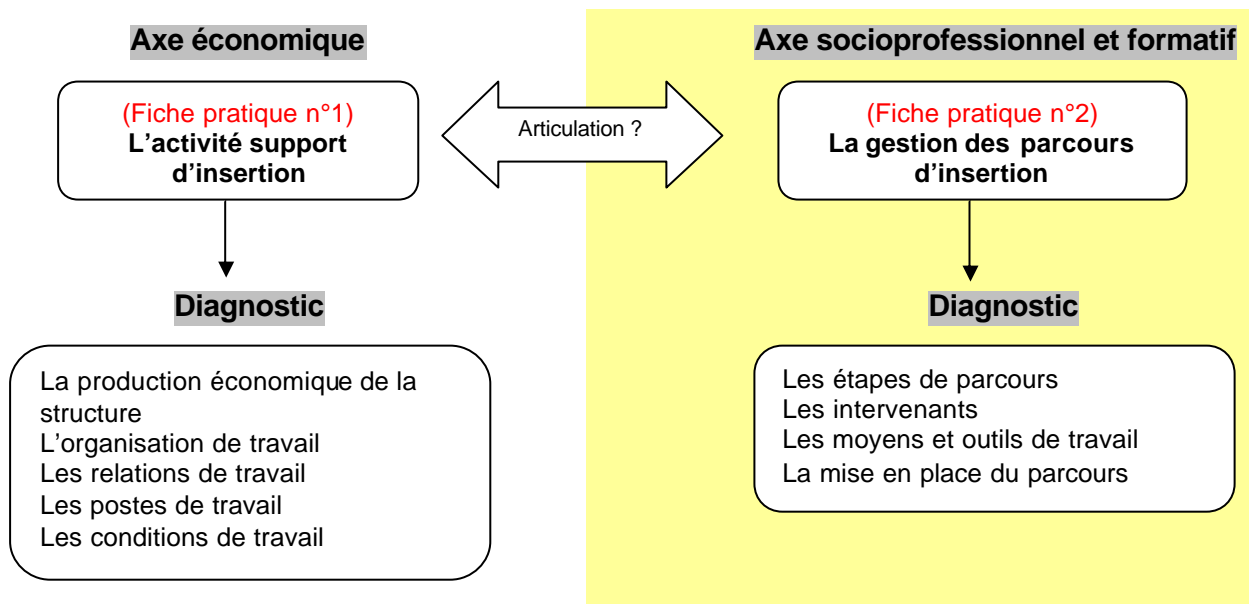 Axe économique
(Fiche pratique n°1)
L'activité support
d'insertion
Diagnostic
La production économique de la
structure
L'organisation de travail
Les relations de travail
Les postes de travail
Les conditions de travail
Articulation ?
Axe socioprofessionnel et formatif
(Fiche pratique n°2)
La gestion des parcours
d'insertion
Diagnostic
Les étapes de parcours
Les intervenants
Les moyens et outils de travail
La mise en place du parcours